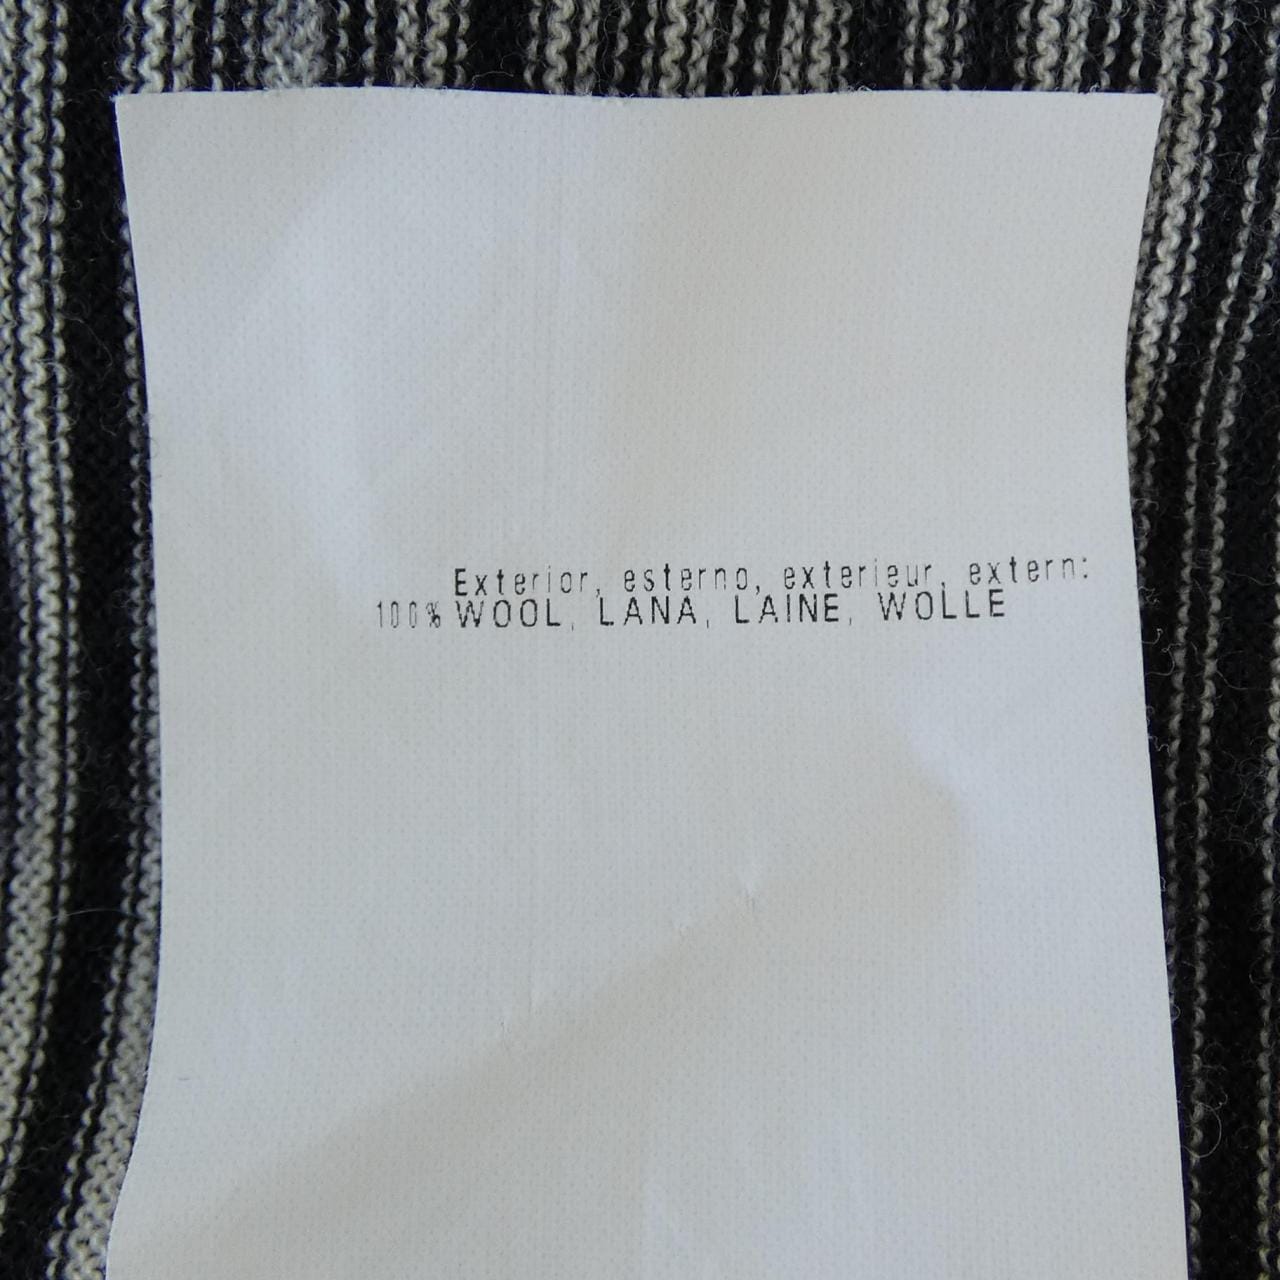 Exterior, esterno, exterieur, extern:
100% WOOL, LANA, LAINE, WOLLE